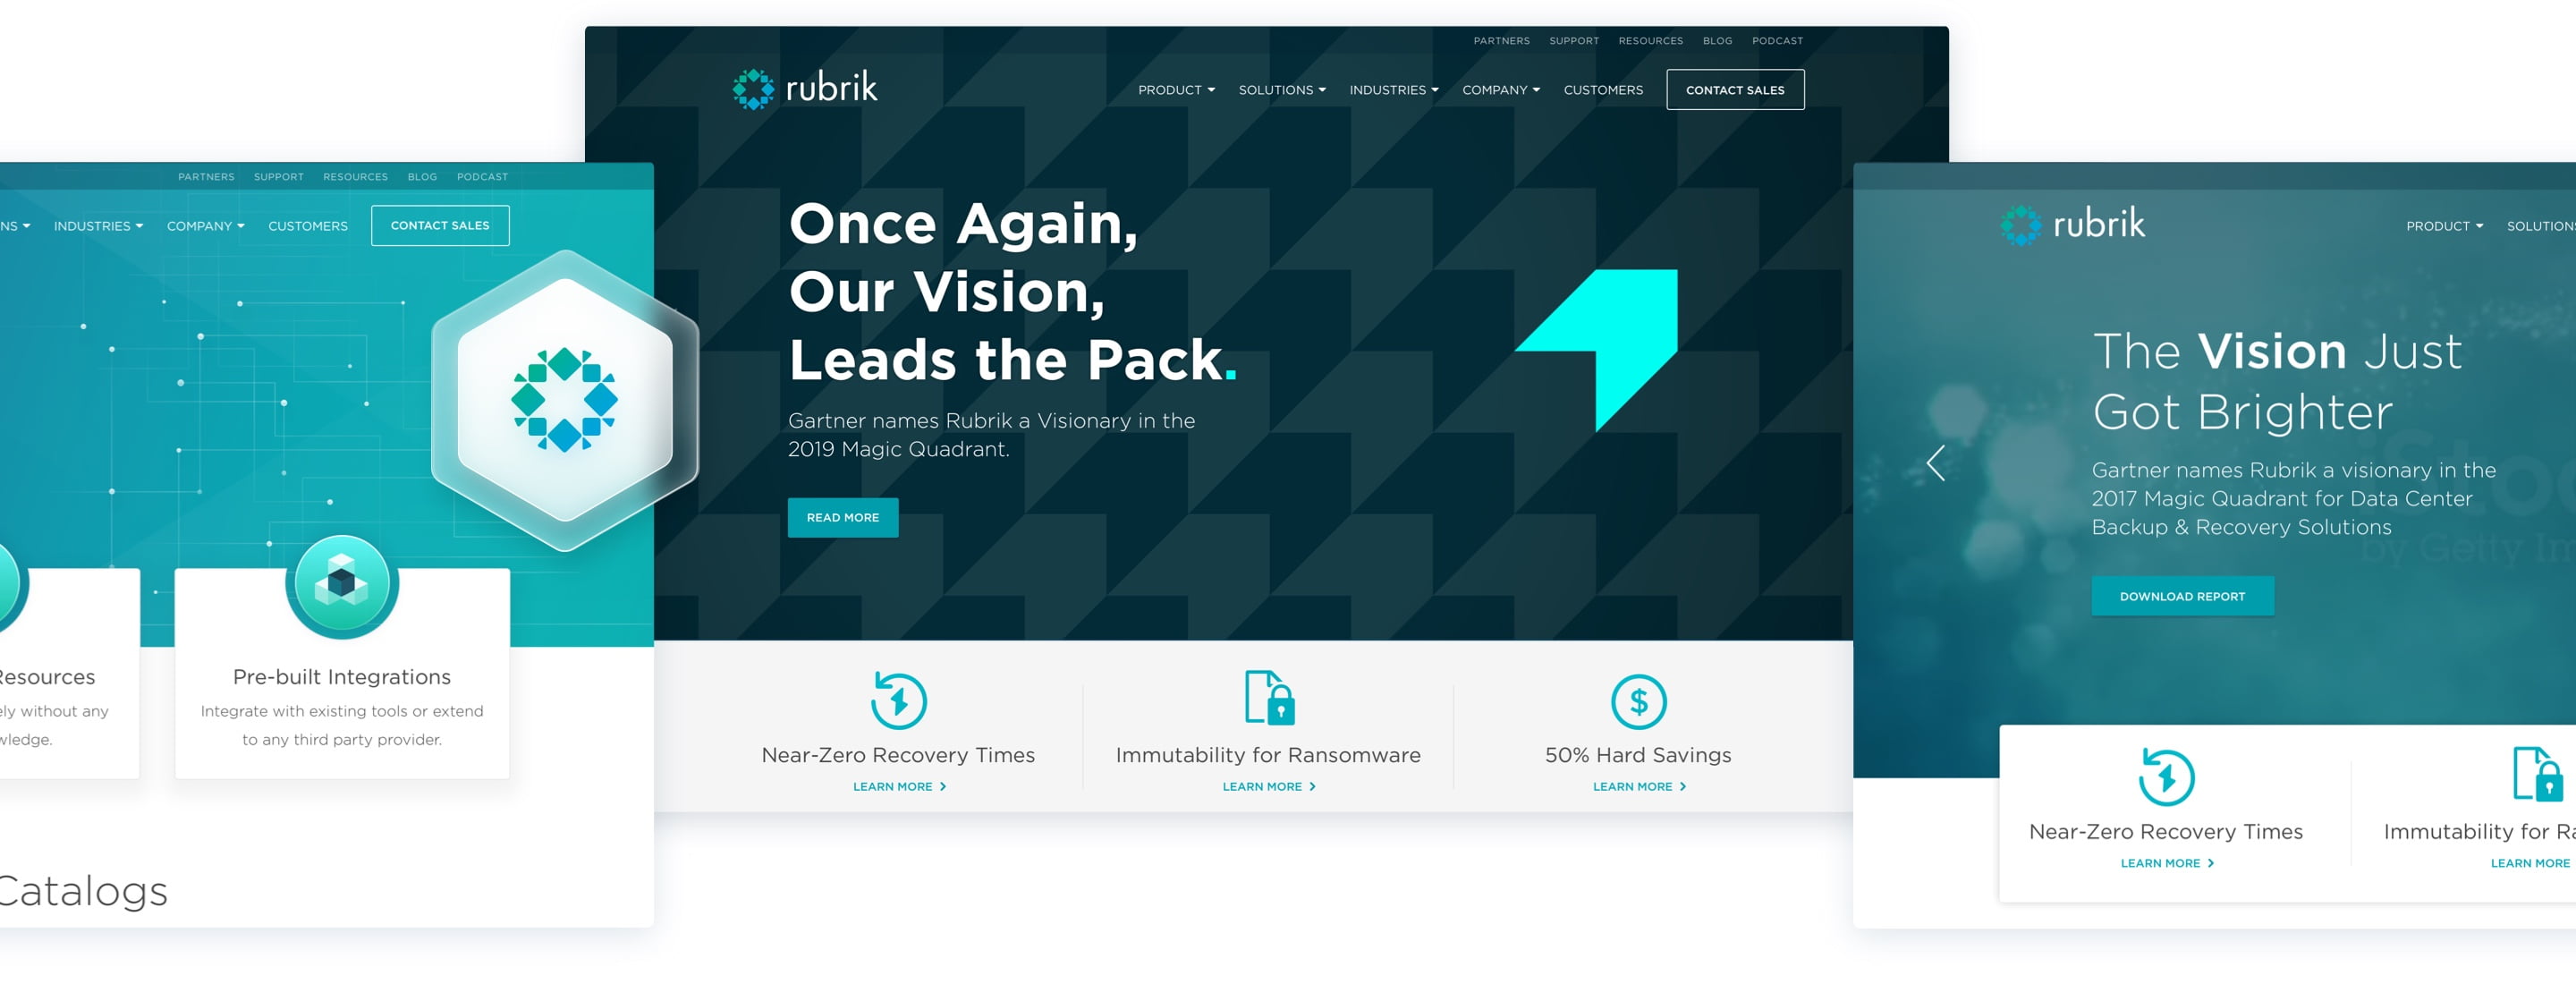 PARTNERS SUPPORT RESOURCES BLOG PODCAST
rubrik PRODUCT SOLUTIONS INDUSTRIES COMPANY CUSTOMERS CONTACT SALES
Once Again,
Our Vision,
Leads the Pack.
Gartner names Rubrik a Visionary in the
2019 Magic Quadrant.
READ MORE
Near-Zero Recovery Times
LEARN MORE
Immutability for Ransomware
LEARN MORE
50% Hard Savings
LEARN MORE
PARTNERS SUPPORT RESOURCES BLOG PODCAST
NS INDUSTRIES COMPANY CUSTOMERS CONTACT SALES
Resources
ely without any
wledge.
Pre-built Integrations
Integrate with existing tools or extend
to any third party provider.
Catalogs
rubrik PRODUCT SOLUTIONS
The Vision Just
Got Brighter
Gartner names Rubrik a visionary in the
2017 Magic Quadrant for Data Center
Backup & Recovery Solutions
by Getty Im
DOWNLOAD REPORT
Near-Zero Recovery Times
LEARN MORE
Immutability for Ra
LEARN MORE